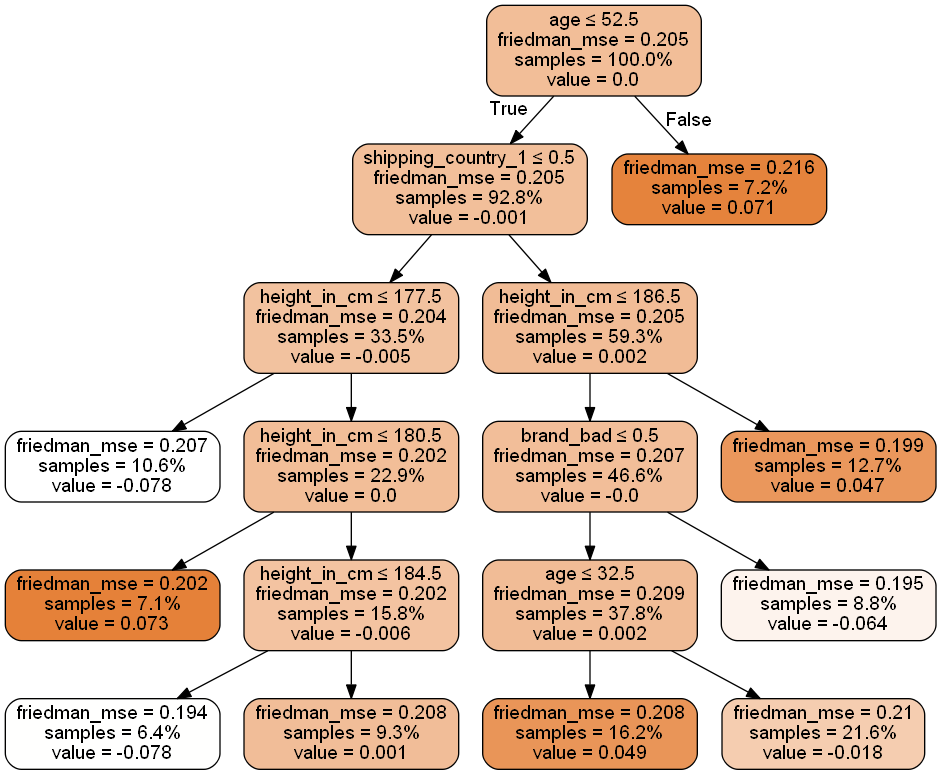 age ≤ 52.5
friedman_mse = 0.205
samples = 100.0%
value = 0.0
True
False
shipping_country_1 ≤ 0.5
friedman_mse = 0.205
samples = 92.8%
value = -0.001
friedman_mse = 0.216
samples = 7.2%
value = 0.071
height_in_cm ≤ 177.5
friedman_mse = 0.204
samples = 33.5%
value = -0.005
height_in_cm ≤ 186.5
friedman_mse = 0.205
samples = 59.3%
value = 0.002
friedman_mse = 0.207
samples = 10.6%
value = -0.078
height_in_cm ≤ 180.5
friedman_mse = 0.202
samples = 22.9%
value = 0.0
brand_bad ≤ 0.5
friedman_mse = 0.207
samples = 46.6%
value = -0.0
friedman_mse = 0.199
samples = 12.7%
value = 0.047
friedman_mse = 0.202
samples = 7.1%
value = 0.073
height_in_cm ≤ 184.5
friedman_mse = 0.202
samples = 15.8%
value = -0.006
age ≤ 32.5
friedman_mse = 0.209
samples = 37.8%
value = 0.002
friedman_mse = 0.195
samples = 8.8%
value = -0.064
friedman_mse = 0.194
samples = 6.4%
value = -0.078
friedman_mse = 0.208
samples = 9.3%
value = 0.001
friedman_mse = 0.208
samples = 16.2%
value = 0.049
friedman_mse = 0.21
samples = 21.6%
value = -0.018